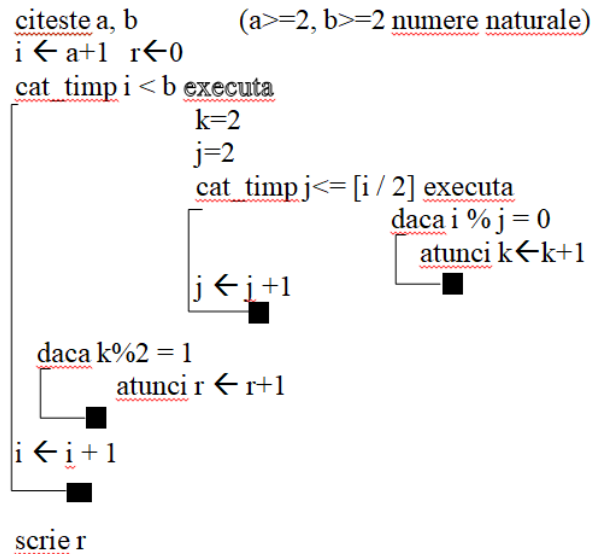 citeste a, b (a>=2, b>=2 numere naturale)
i ← a+1 r←0
cat_timp i < b executa
k=2
j=2
cat_timp j<= [i / 2] executa
daca i % j = 0
atunci k←k+1
j ← j +1
daca k%2 = 1
atunci r ← r+1
i ← i + 1
scrie r